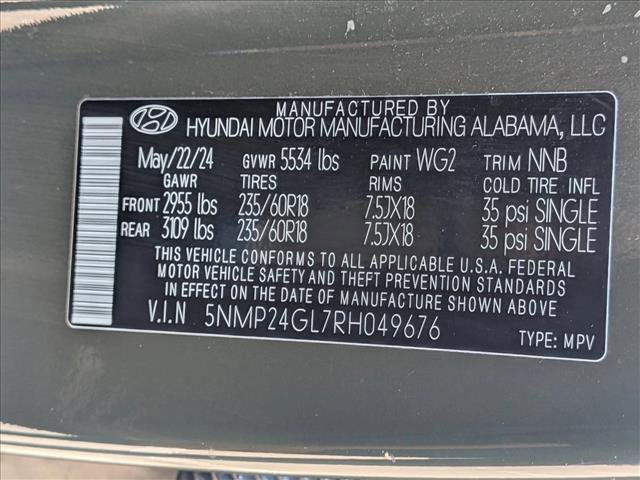 MANUFACTURED BY
HYUNDAI MOTOR MANUFACTURING ALABAMA, LLC
May/22/24 GVWR 5534 lbs PAINT WG2 TRIM NNB
GAWR TIRES RIMS COLD TIRE INFL
FRONT 2955 lbs 235/60R18 7.5JX18 35 psi SINGLE
REAR 3109 lbs 235/60R18 7.5JX18 35 psi SINGLE
THIS VEHICLE CONFORMS TO ALL APPLICABLE U.S.A. FEDERAL
MOTOR VEHICLE SAFETY AND THEFT PREVENTION STANDARDS
IN EFFECT ON THE DATE OF MANUFACTURE SHOWN ABOVE.
V.I.N 5NMP24GL7RH049676
TYPE: MPV